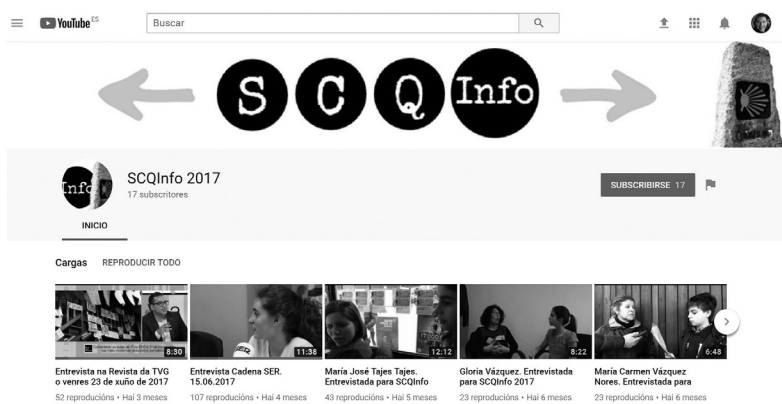 YouTube ES
Buscar
S C Q Info
SCQInfo 2017
17 subscritores
SUBSCRIBIRSE 17
INICIO
Cargas REPRODUCIR TODO
8:30
11:38
12:12
8:22
6:48
Entrevista na Revista da TVG
o venres 23 de xuño de 2017
52 reproducións • Hai 3 meses
Entrevista Cadena SER.
15.06.2017
107 reproducións • Hai 4 meses
María José Tajes Tajes.
Entrevistada para SCQInfo
43 reproducións • Hai 5 meses
Gloria Vázquez. Entrevistada
para SCQInfo 2017
23 reproducións • Hai 6 meses
María Carmen Vázquez
Nores. Entrevistada para
23 reproducións • Hai 6 meses